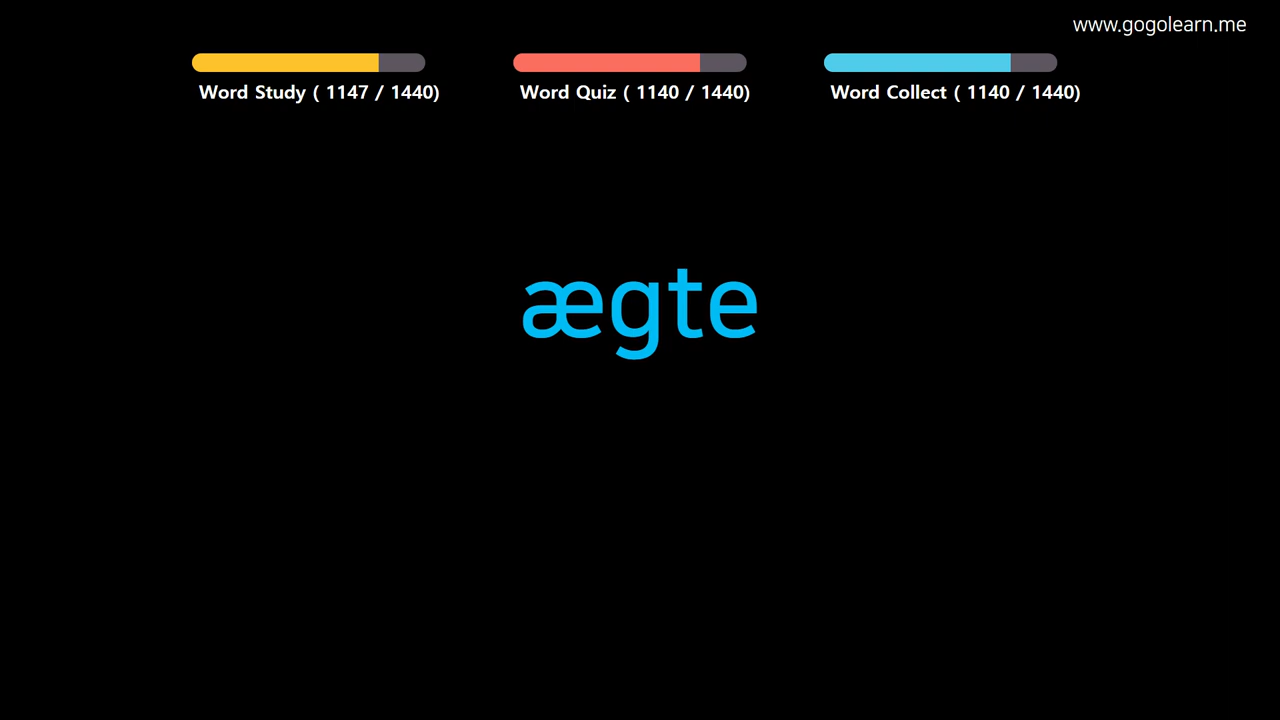 www.gogolearn.me
Word Study ( 1147 / 1440)
Word Quiz ( 1140 / 1440)
Word Collect ( 1140 / 1440)
ægte